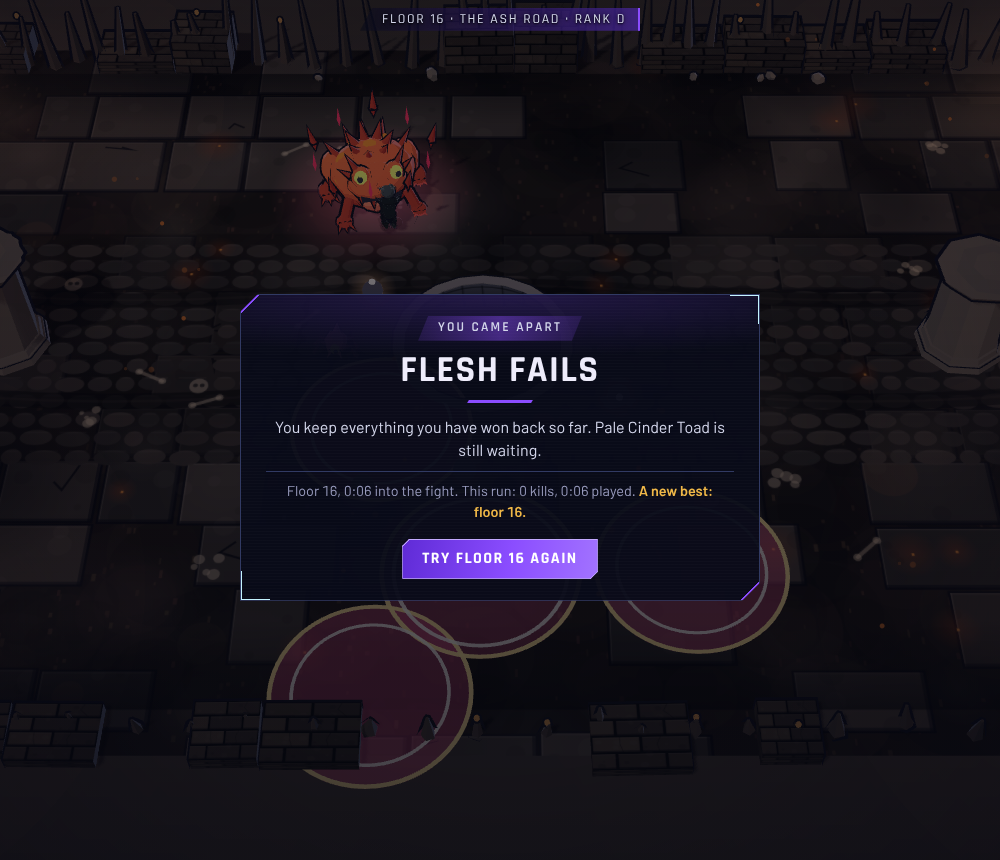 FLOOR 16 · THE ASH ROAD · RANK D
YOU CAME APART
FLESH FAILS
You keep everything you have won back so far. Pale Cinder Toad is
still waiting.
Floor 16, 0:06 into the fight. This run: 0 kills, 0:06 played. A new best:
floor 16.
TRY FLOOR 16 AGAIN